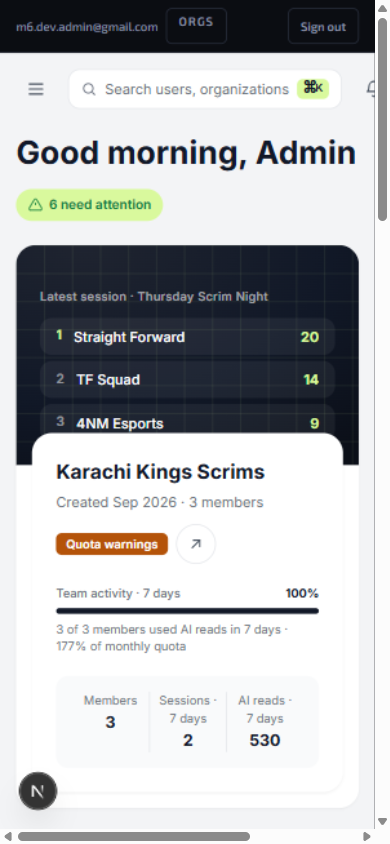 m6.dev.admin@gmail.com ORGS Sign out
Search users, organizations ⌘K
Good morning, Admin
6 need attention
Latest session · Thursday Scrim Night
1 Straight Forward 20
2 TF Squad 14
3 4NM Esports 9
Karachi Kings Scrims
Created Sep 2026 · 3 members
Quota warnings
Team activity · 7 days 100%
3 of 3 members used AI reads in 7 days ·
177% of monthly quota
Members Sessions · AI reads ·
7 days 7 days
3 2 530
N